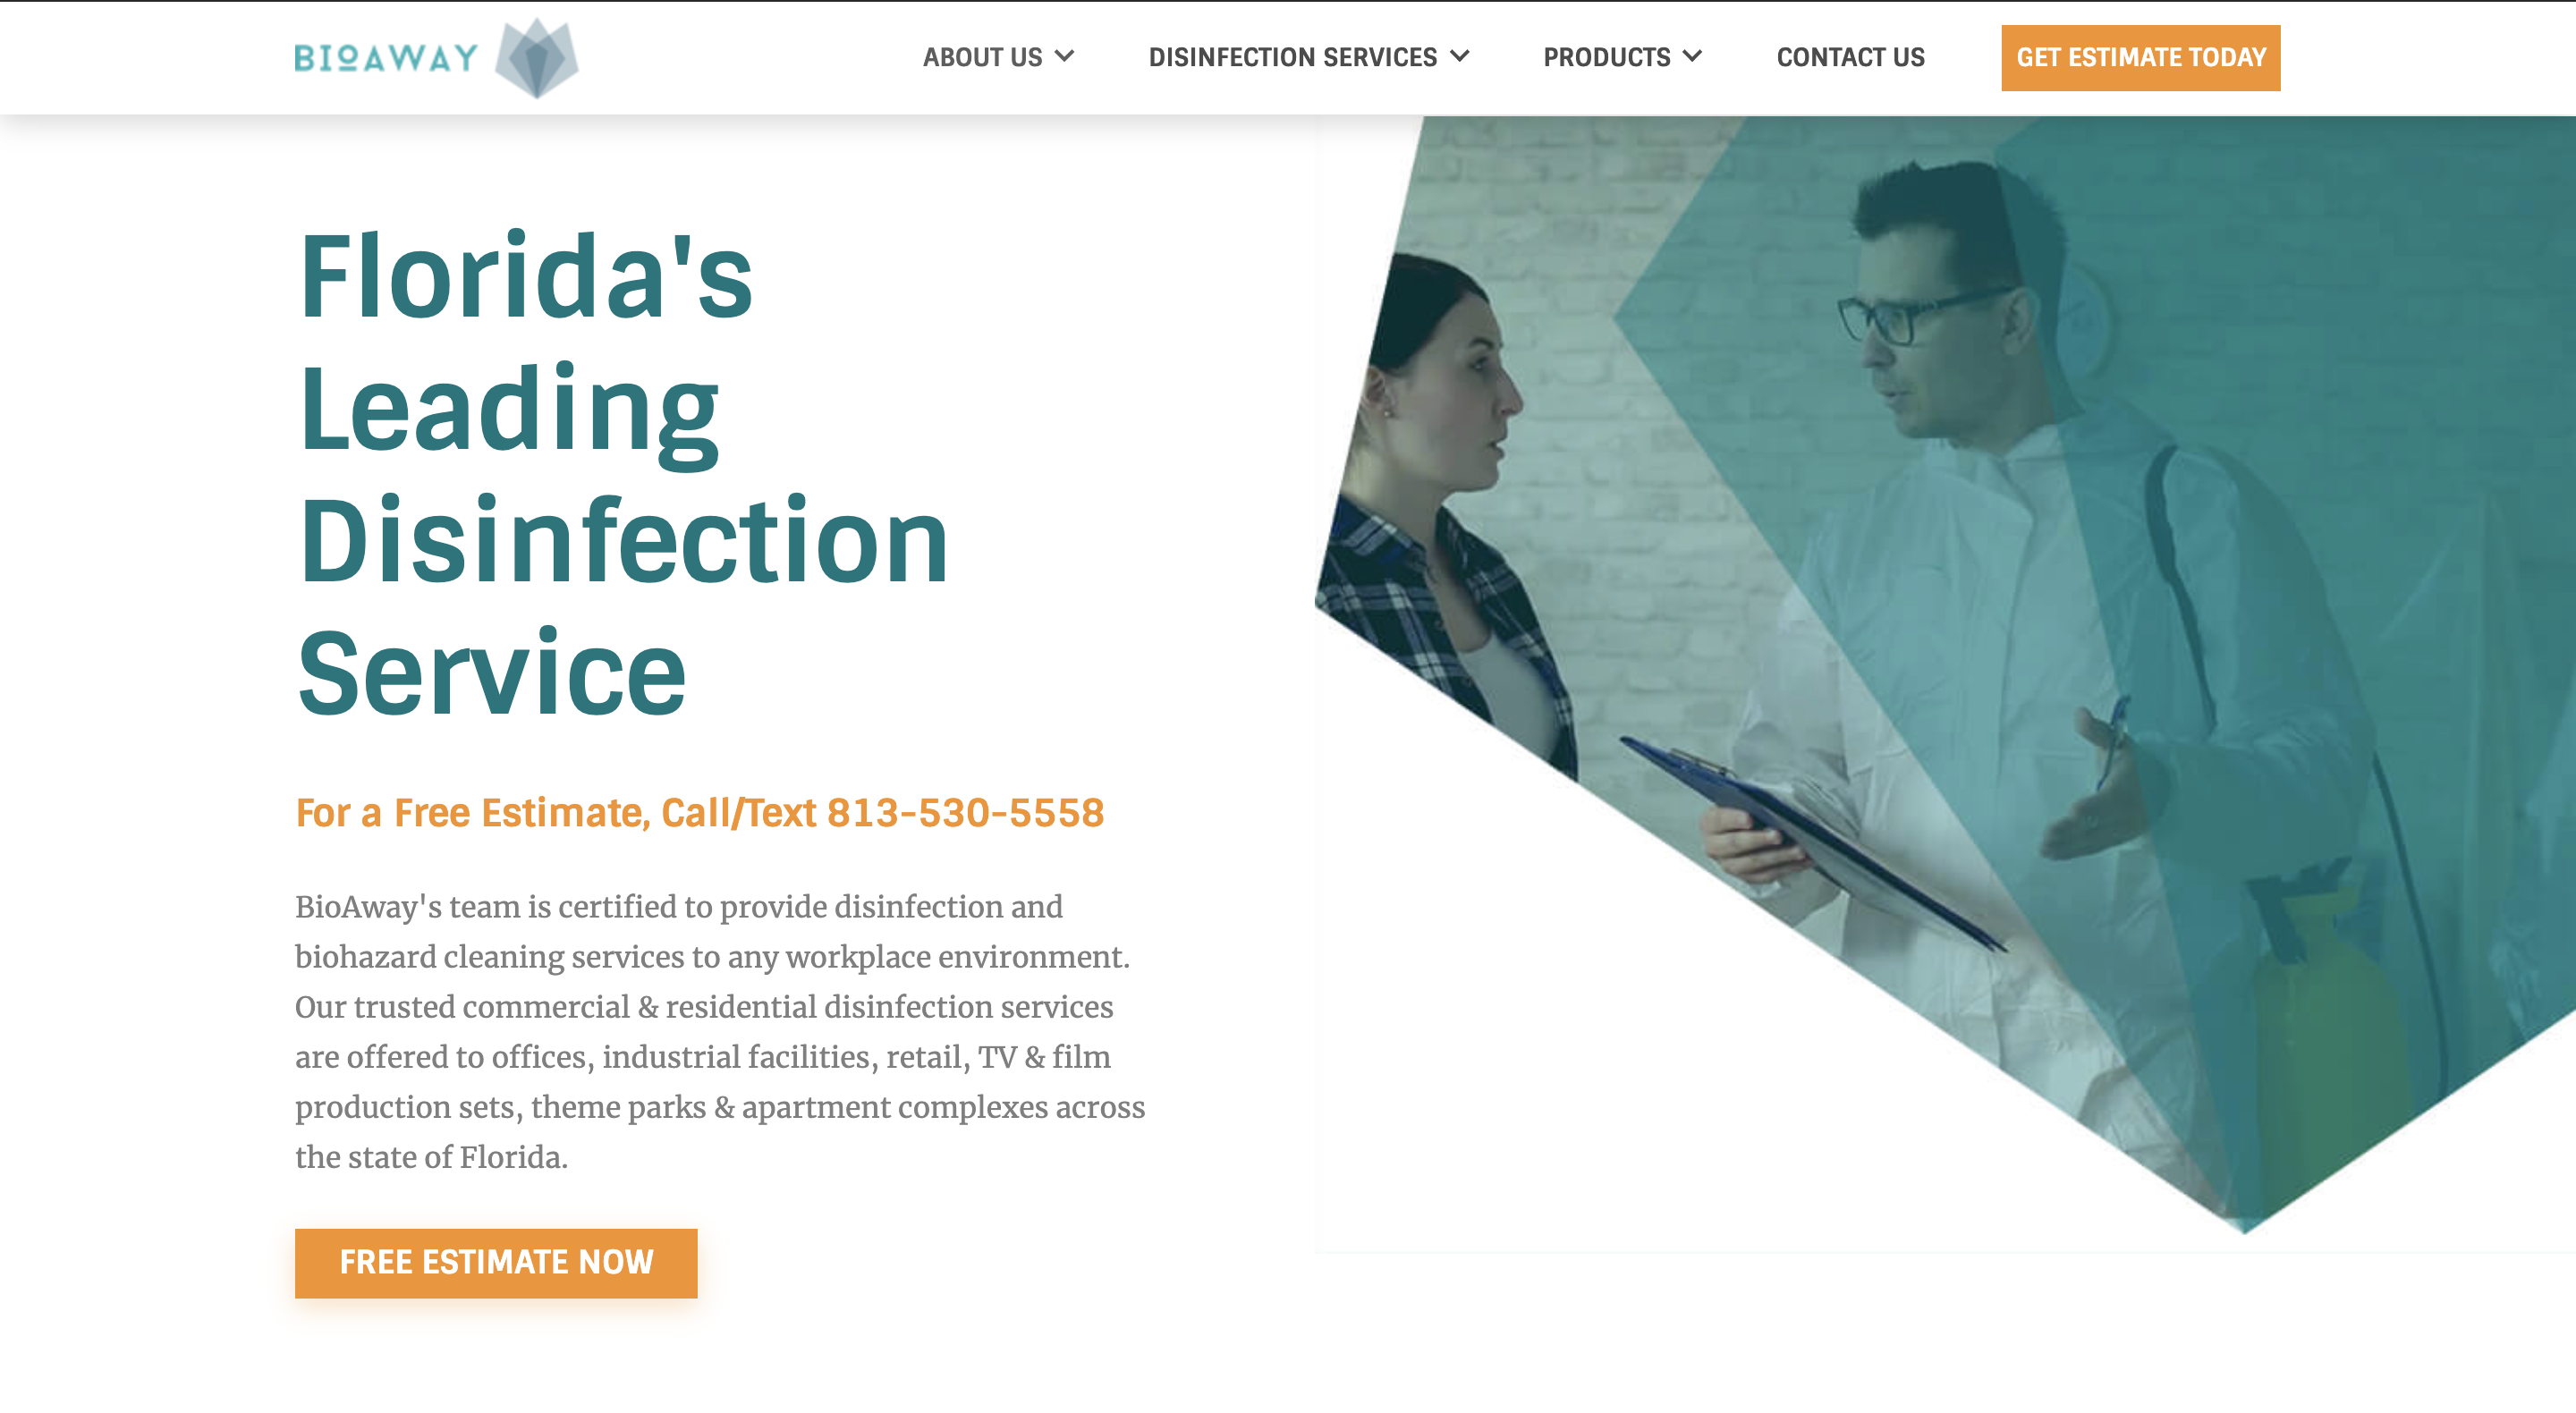 BIOAWAY
ABOUT US
DISINFECTION SERVICES
PRODUCTS
CONTACT US
GET ESTIMATE TODAY
Florida's
Leading
Disinfection
Service
For a Free Estimate, Call/Text 813-530-5558
BioAway's team is certified to provide disinfection and
biohazard cleaning services to any workplace environment.
Our trusted commercial & residential disinfection services
are offered to offices, industrial facilities, retail, TV & film
production sets, theme parks & apartment complexes across
the state of Florida.
FREE ESTIMATE NOW